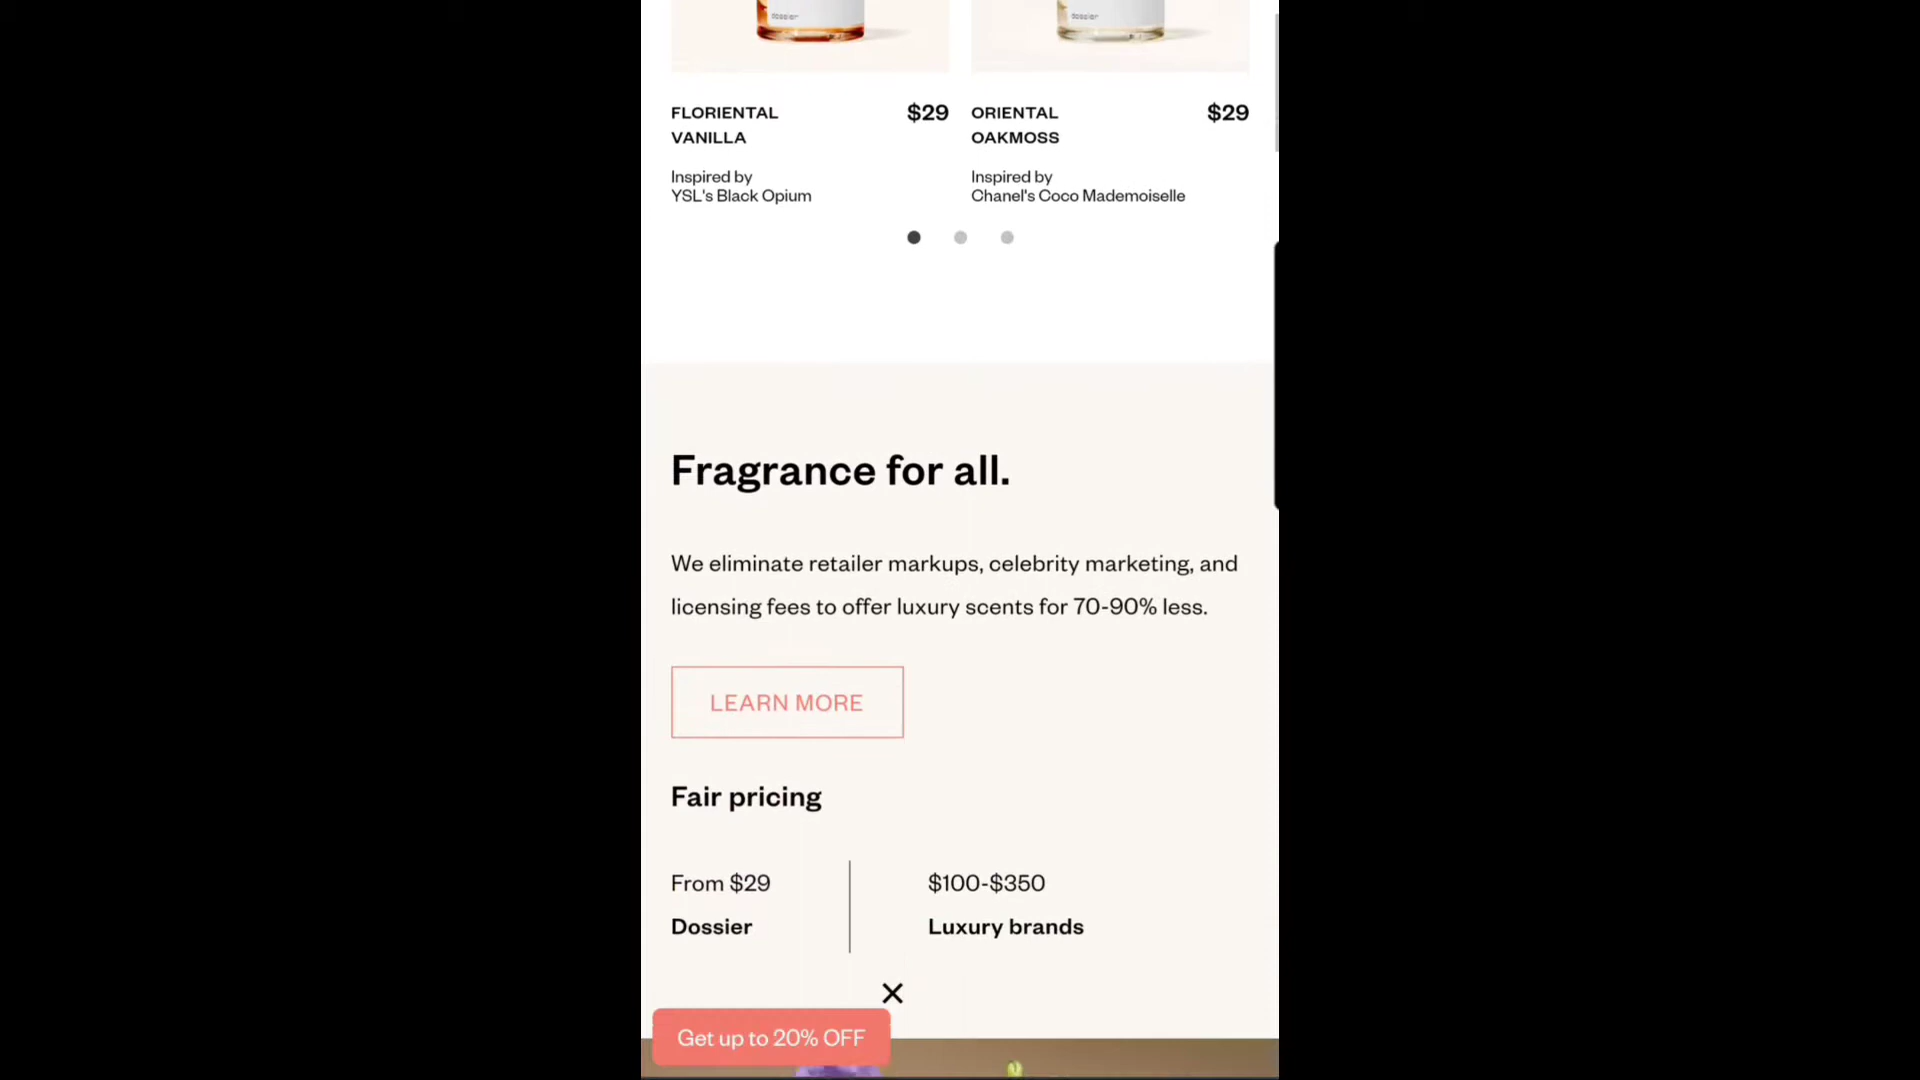 dossier
dossier
FLORIENTAL
VANILLA
$29
Inspired by
YSL's Black Opium
ORIENTAL
OAKMOSS
$29
Inspired by
Chanel's Coco Mademoiselle
Fragrance for all.
We eliminate retailer markups, celebrity marketing, and
licensing fees to offer luxury scents for 70-90% less.
LEARN MORE
Fair pricing
From $29
Dossier
$100-$350
Luxury brands
Get up to 20% OFF